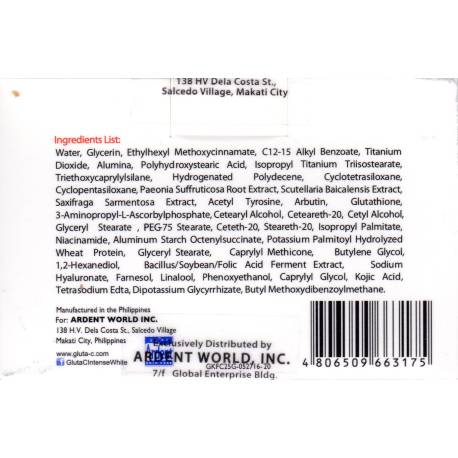 138 HV Dela Costa St.,
Salcedo Village, Makati City
Ingredients List:
Water, Glycerin, Ethylhexyl Methoxycinnamate, C12-15 Alkyl Benzoate, Titanium
Dioxide, Alumina, Polyhydroxystearic Acid, Isopropyl Titanium Triisostearate,
Triethoxycaprylylsilane, Hydrogenated Polydecene, Cyclotetrasiloxane,
Cyclopentasiloxane, Paeonia Suffruticosa Root Extract, Scutellaria Baicalensis Extract,
Saxifraga Sarmentosa Extract, Acetyl Tyrosine, Arbutin, Glutathione,
3-Aminopropyl-L-Ascorbylphosphate, Cetearyl Alcohol, Ceteareth-20, Cetyl Alcohol,
Glyceryl Stearate , PEG-75 Stearate, Ceteth-20, Steareth-20, Isopropyl Palmitate,
Niacinamide, Aluminum Starch Octenylsuccinate, Potassium Palmitoyl Hydrolyzed
Wheat Protein, Glyceryl Stearate, Caprylyl Methicone, Butylene Glycol,
1,2-Hexanediol, Bacillus/Soybean/Folic Acid Ferment Extract, Sodium
Hyaluronate, Farnesol, Linalool, Phenoxyethanol, Caprylyl Glycol, Kojic Acid,
Tetrasodium Edta, Dipotassium Glycyrrhizate, Butyl Methoxydibenzoylmethane.
Manufactured in the Philippines
For: ARDENT WORLD INC.
138 H.V. Dela Costa St., Salcedo Village
Makati City, Philippines
www.gluta-c.com
GlutaCIntenseWhite
Exclusively Distributed by
ARDENT WORLD, INC.
GKFC25G-052716-20
7/f Global Enterprise Bldg.
4 806509 663175